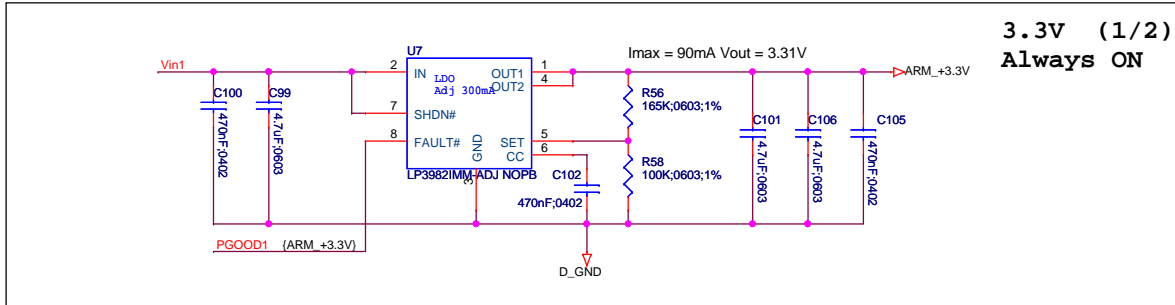 3.3V (1/2)
Always ON
U7
Imax = 90mA Vout = 3.31V
Vin1
2
IN
LDO
Adj 300mA
OUT1
1
OUT2
4
ARM_+3.3V
C100
470nF;0402
C99
4.7uF;0603
7
SHDN#
R56
165K;0603;1%
8
FAULT#
GND
3
SET
5
CC
6
C101
4.7uF;0603
C106
4.7uF;0603
C105
470nF;0402
LP3982IMM-ADJ NOPB
C102
470nF;0402
R58
100K;0603;1%
PGOOD1 {ARM_+3.3V}
D_GND